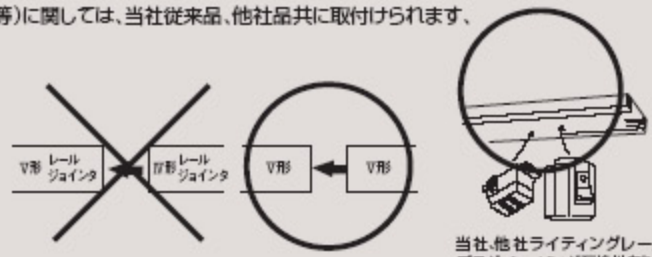 等)に関しては、当社従来品、他社品共に取付けられます、
V形 レール
ジョインタ
IV形 レール
ジョインタ
V形
V形
当社、他社ライティングレー